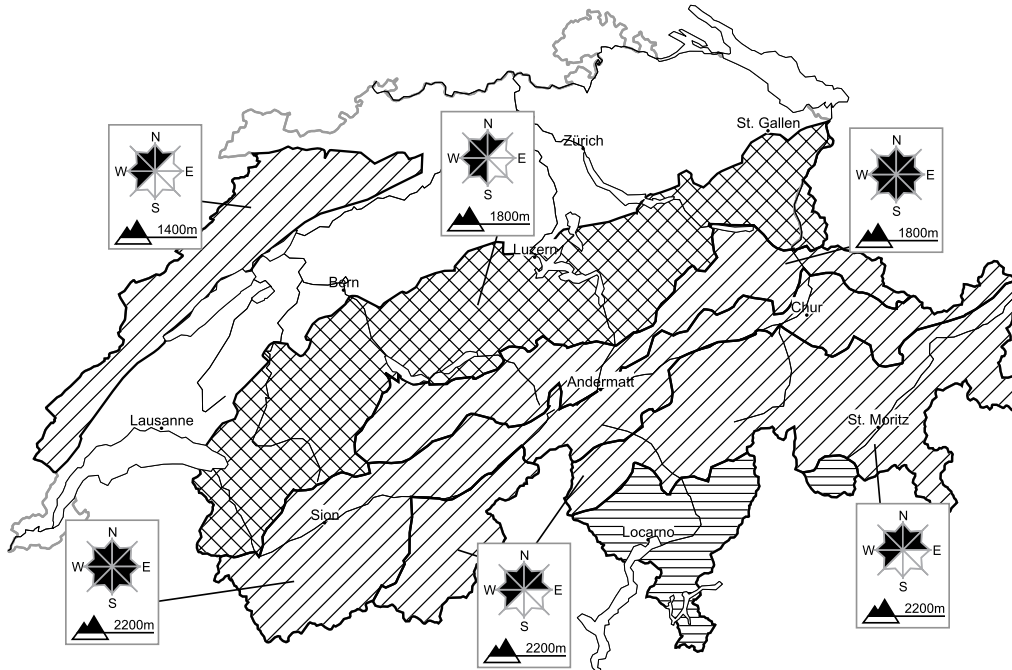 St. Gallen
Zürich
N
W E
S
1400m
N
W E
S
1800m
N
W E
S
1800m
Luzern
Bern
Chur
Andermatt
Lausanne
St. Moritz
Sion
Locarno
N
W E
S
2200m
N
W E
S
2200m
N
W E
S
2200m